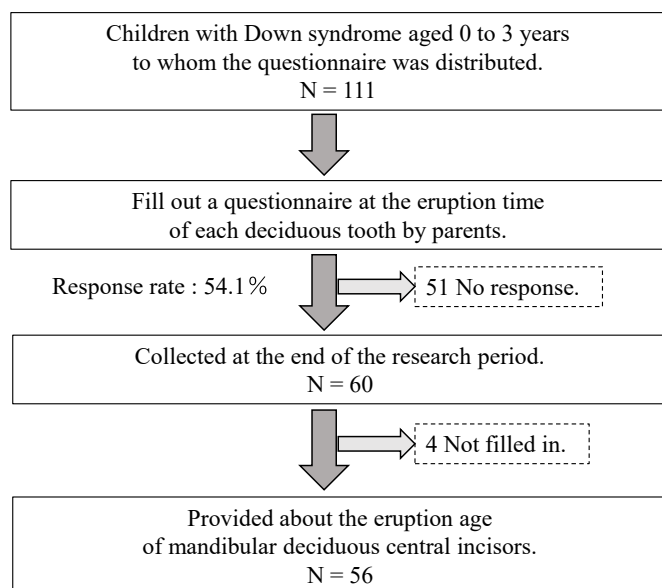 Children with Down syndrome aged 0 to 3 years
to whom the questionnaire was distributed.
N = 111
Fill out a questionnaire at the eruption time
of each deciduous tooth by parents.
Response rate : 54.1%
51 No response.
Collected at the end of the research period.
N = 60
4 Not filled in.
Provided about the eruption age
of mandibular deciduous central incisors.
N = 56